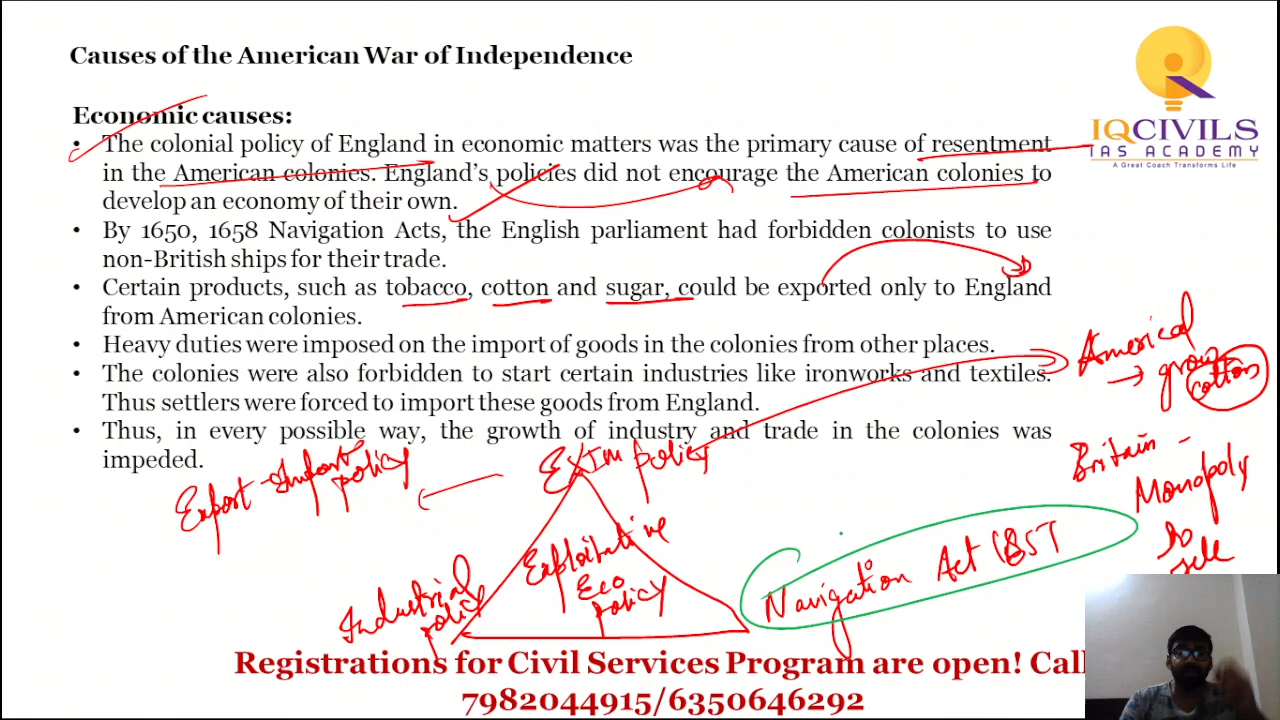 Causes of the American War of Independence
IQCIVILS
IAS ACADEMY
A Great Coach Transforms Life
Economic causes:
• The colonial policy of England in economic matters was the primary cause of resentment
in the American colonies. England's policies did not encourage the American colonies to
develop an economy of their own.
• By 1650, 1658 Navigation Acts, the English parliament had forbidden colonists to use
non-British ships for their trade.
• Certain products, such as tobacco, cotton and sugar, could be exported only to England
from American colonies.
• Heavy duties were imposed on the import of goods in the colonies from other places.
• The colonies were also forbidden to start certain industries like ironworks and textiles.
Thus settlers were forced to import these goods from England.
• Thus, in every possible way, the growth of industry and trade in the colonies was
impeded.
→ grow
cotton
Britain -
Monopoly
to
sell
EXIM policy
Export-Import
policy
Exploitative
Eco
policy
Industrial
policy
Navigation Act
Registrations for Civil Services Program are open! Call
7982044915/6350646292